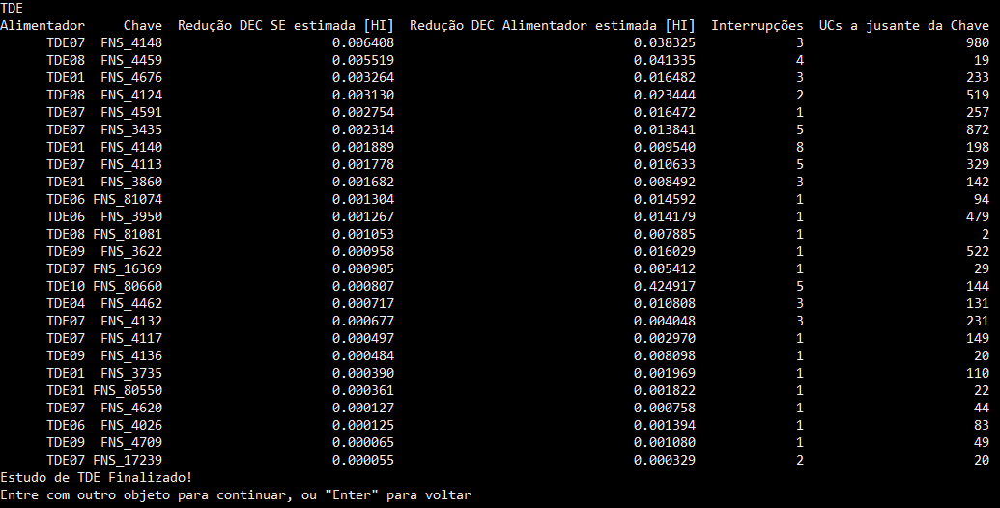 TDE
Alimentador Chave Redução DEC SE estimada [HI] Redução DEC Alimentador estimada [HI] Interrupções UCs a jusante da Chave
TDE07 FNS_4148 0.006408 0.038325 3 980
TDE08 FNS_4459 0.005519 0.041335 4 19
TDE01 FNS_4676 0.003264 0.016482 3 233
TDE08 FNS_4124 0.003130 0.023444 2 519
TDE07 FNS_4591 0.002754 0.016472 1 257
TDE07 FNS_3435 0.002314 0.013841 5 872
TDE01 FNS_4140 0.001889 0.009540 8 198
TDE07 FNS_4113 0.001778 0.010633 5 329
TDE01 FNS_3860 0.001682 0.008492 3 142
TDE06 FNS_81074 0.001304 0.014592 1 94
TDE06 FNS_3950 0.001267 0.014179 1 479
TDE08 FNS_81081 0.001053 0.007885 1 2
TDE09 FNS_3622 0.000958 0.016029 1 522
TDE07 FNS_16369 0.000905 0.005412 1 29
TDE10 FNS_80660 0.000807 0.424917 5 144
TDE04 FNS_4462 0.000717 0.010808 3 131
TDE07 FNS_4132 0.000677 0.004048 3 231
TDE07 FNS_4117 0.000497 0.002970 1 149
TDE09 FNS_4136 0.000484 0.008098 1 20
TDE01 FNS_3735 0.000390 0.001969 1 110
TDE01 FNS_80550 0.000361 0.001822 1 22
TDE07 FNS_4620 0.000127 0.000758 1 44
TDE06 FNS_4026 0.000125 0.001394 1 83
TDE09 FNS_4709 0.000065 0.001080 1 49
TDE07 FNS_17239 0.000055 0.000329 2 20
Estudo de TDE Finalizado!
Entre com outro objeto para continuar, ou "Enter" para voltar